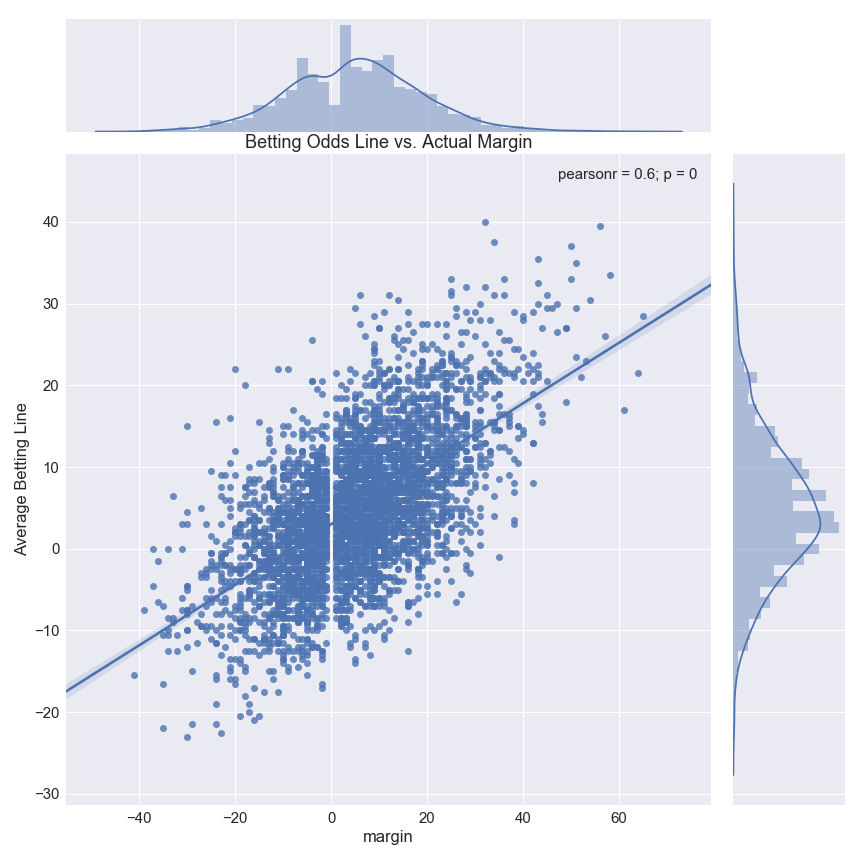 Betting Odds Line vs. Actual Margin
pearsonr = 0.6; p = 0
Average Betting Line
40
30
20
10
0
−10
−20
−30
−40 −20 0 20 40 60
margin